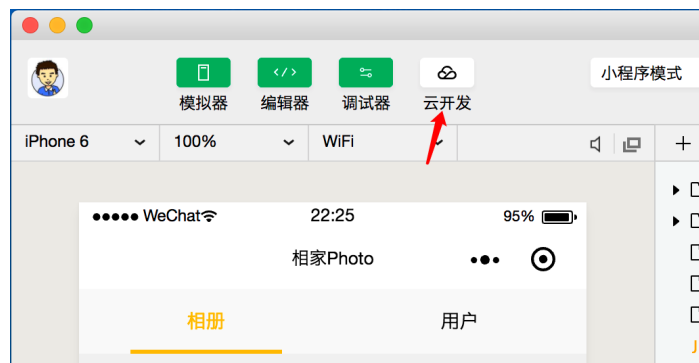 小程序模式
模拟器 编辑器 调试器 云开发
iPhone 6 100% WiFi
WeChat 22:25 95%
相家Photo
相册 用户